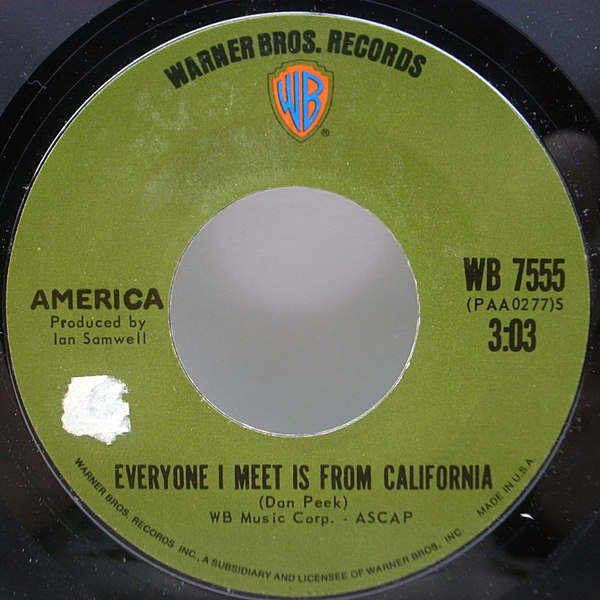 WARNER BROS. RECORDS
WB
®
WB 7555
(PAA0277)S
3:03
AMERICA
Produced by
Ian Samwell
EVERYONE I MEET IS FROM CALIFORNIA
(Dan Peek)
WB Music Corp. - ASCAP
WARNER BROS. RECORDS INC., A SUBSIDIARY AND LICENSEE OF WARNER BROS. INC. MADE IN U.S.A.